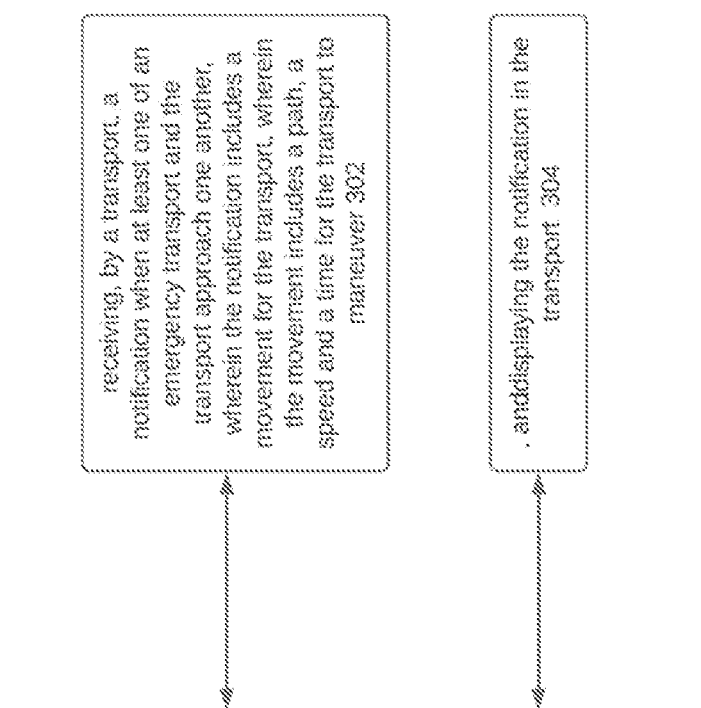 receiving, by a transport, a
notification when at least one of an
emergency transport and the
transport approach one another,
wherein the notification includes a
movement for the transport, wherein
the movement includes a path, a
speed and a time for the transport to
maneuver 302
. anddisplaying the notification in the
transport 304